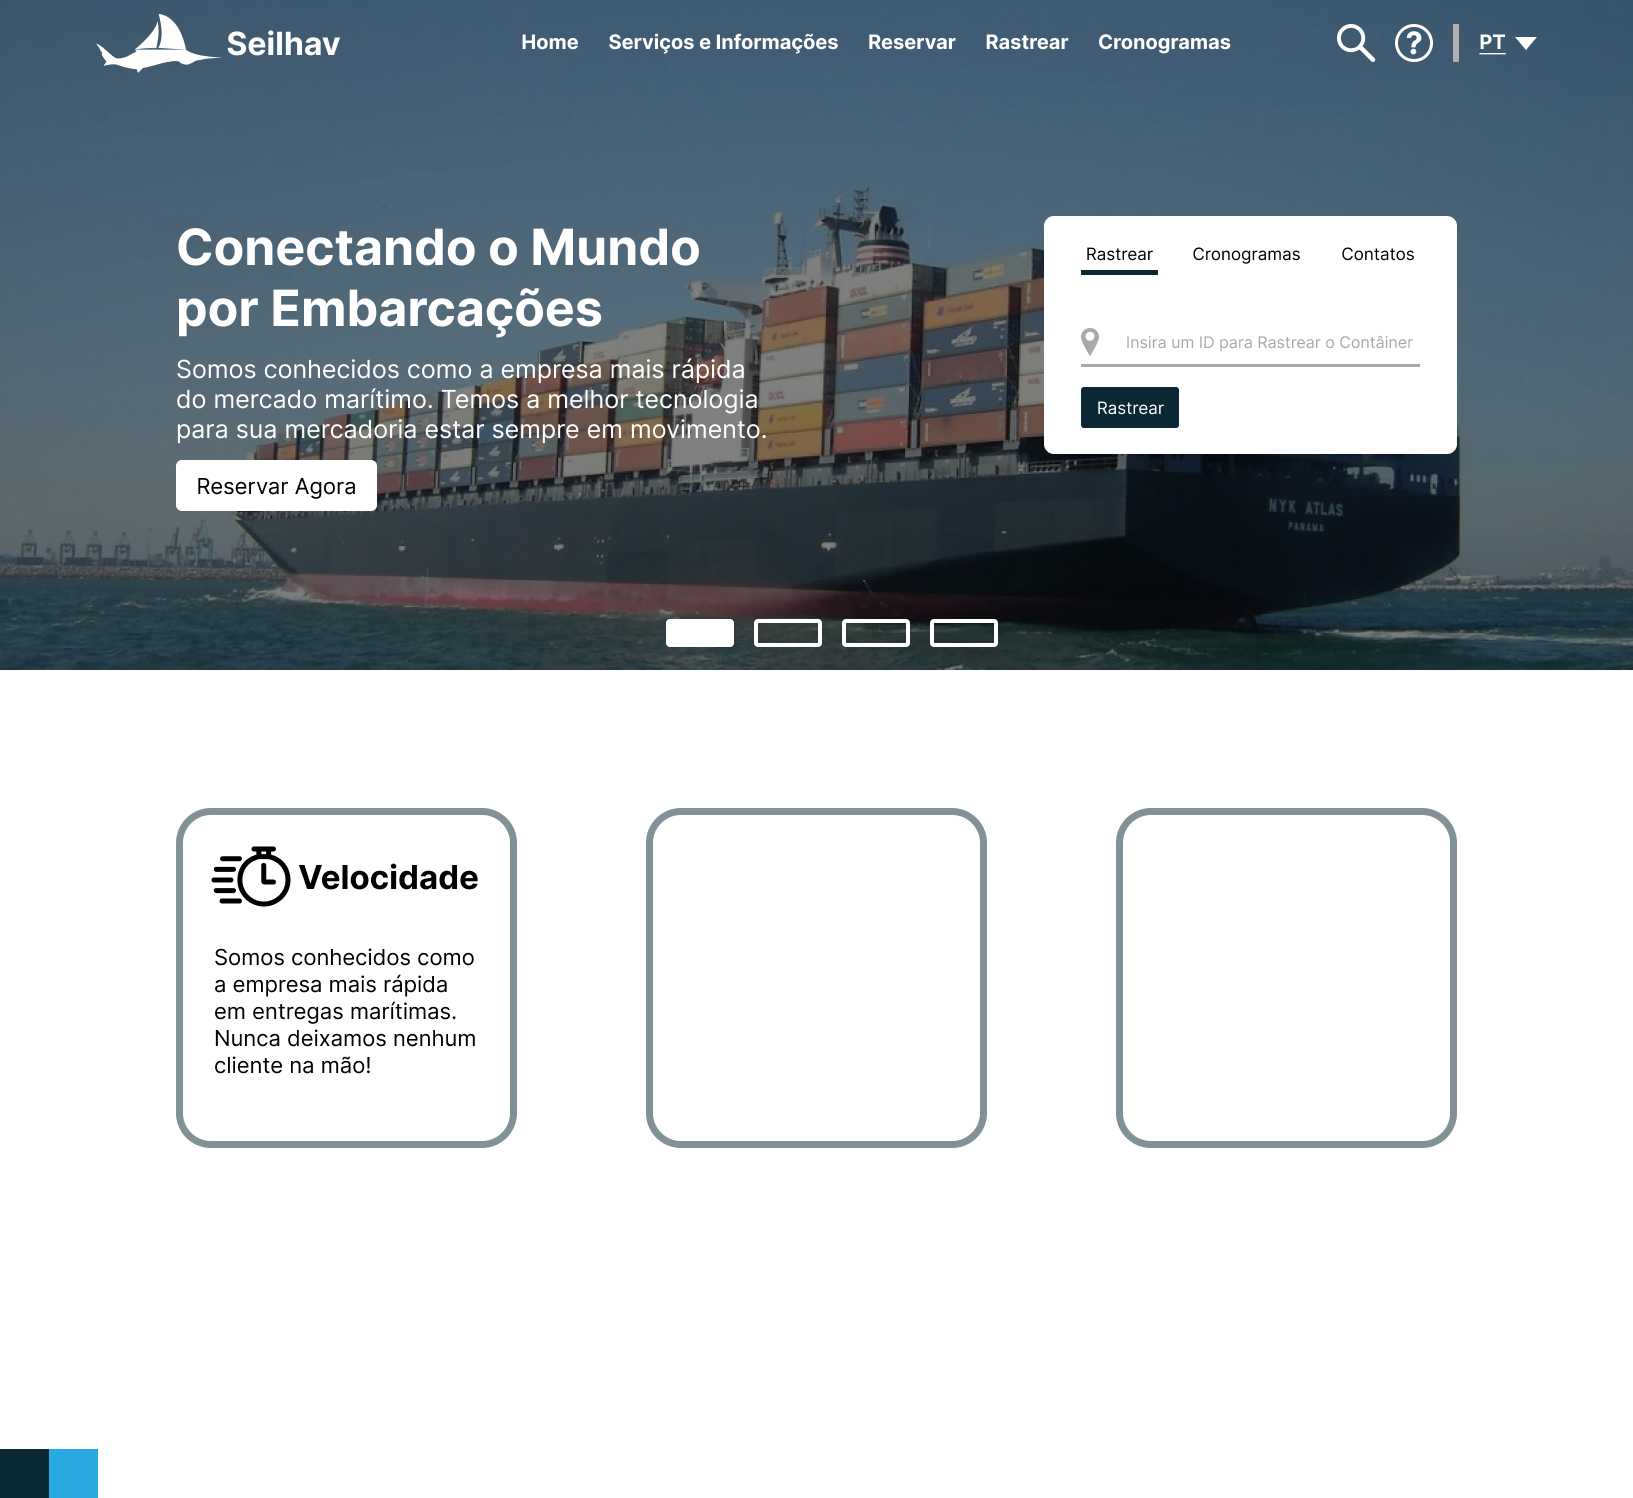 Seilhav
Home Serviços e Informações Reservar Rastrear Cronogramas
PT
Conectando o Mundo
por Embarcações
Somos conhecidos como a empresa mais rápida
do mercado marítimo. Temos a melhor tecnologia
para sua mercadoria estar sempre em movimento.
Reservar Agora
Rastrear Cronogramas Contatos
Insira um ID para Rastrear o Contâiner
Rastrear
NYK ATLAS
PANAMA
Velocidade
Somos conhecidos como
a empresa mais rápida
em entregas marítimas.
Nunca deixamos nenhum
cliente na mão!